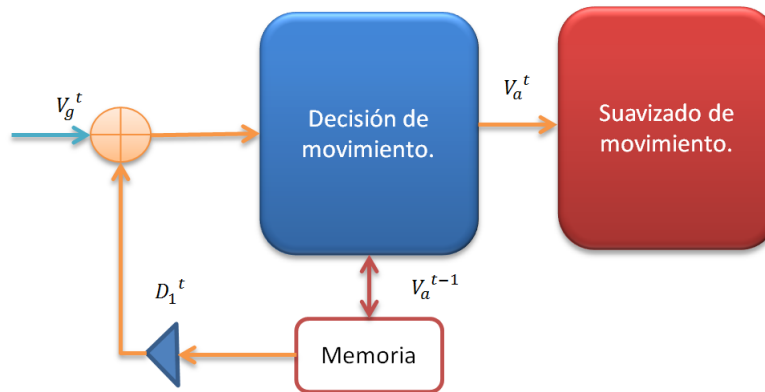 V_g^t
Decisión de
movimiento.
V_a^t
Suavizado de
movimiento.
D_1^t
V_a^{t-1}
Memoria